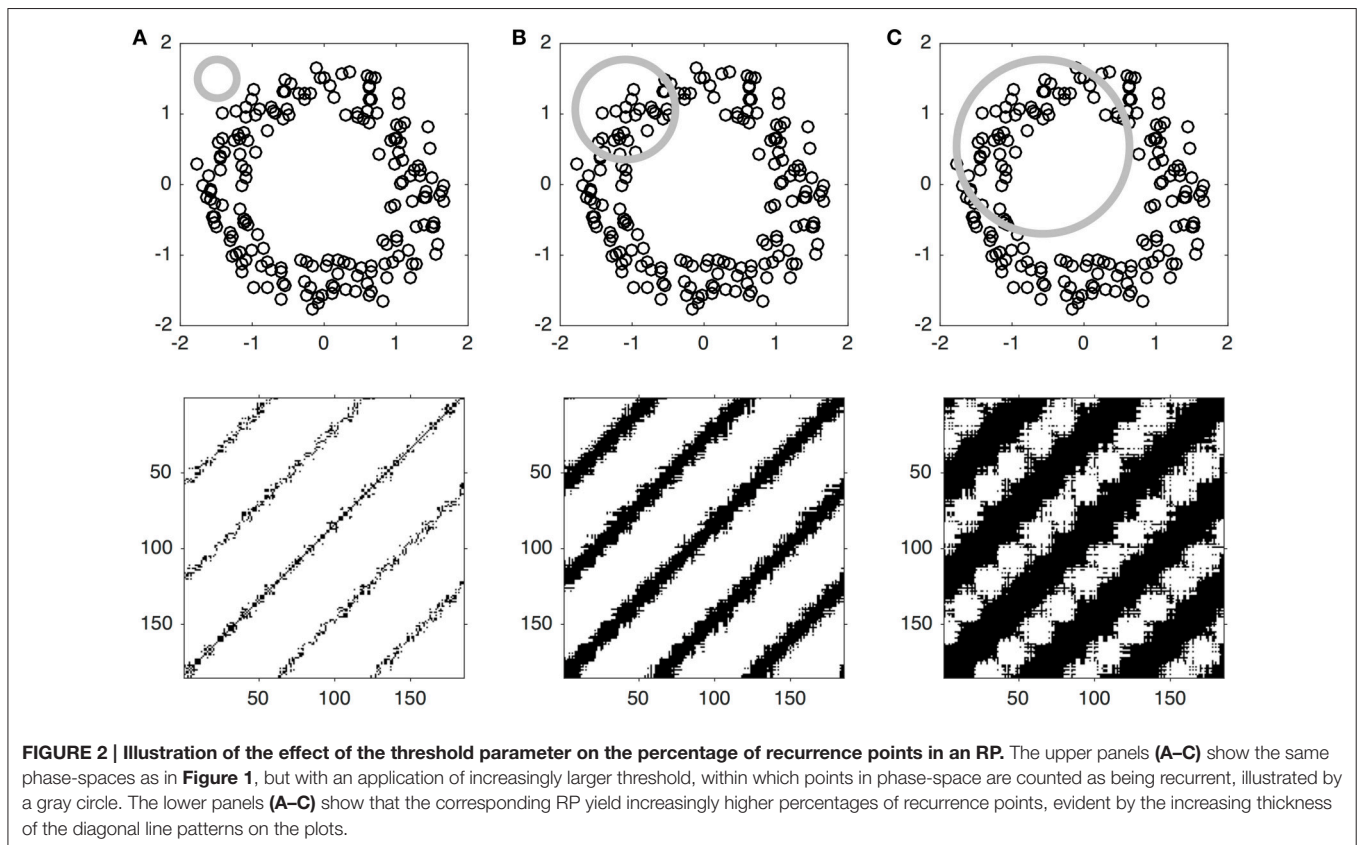 A
B
C
2
1
0
-1
-2
-2 -1 0 1 2
2
1
0
-1
-2
-2 -1 0 1 2
2
1
0
-1
-2
-2 -1 0 1 2
50
100
150
50 100 150
50
100
150
50 100 150
50
100
150
50 100 150
FIGURE 2 | Illustration of the effect of the threshold parameter on the percentage of recurrence points in an RP. The upper panels (A–C) show the same
phase-spaces as in Figure 1, but with an application of increasingly larger threshold, within which points in phase-space are counted as being recurrent, illustrated by
a gray circle. The lower panels (A–C) show that the corresponding RP yield increasingly higher percentages of recurrence points, evident by the increasing thickness
of the diagonal line patterns on the plots.